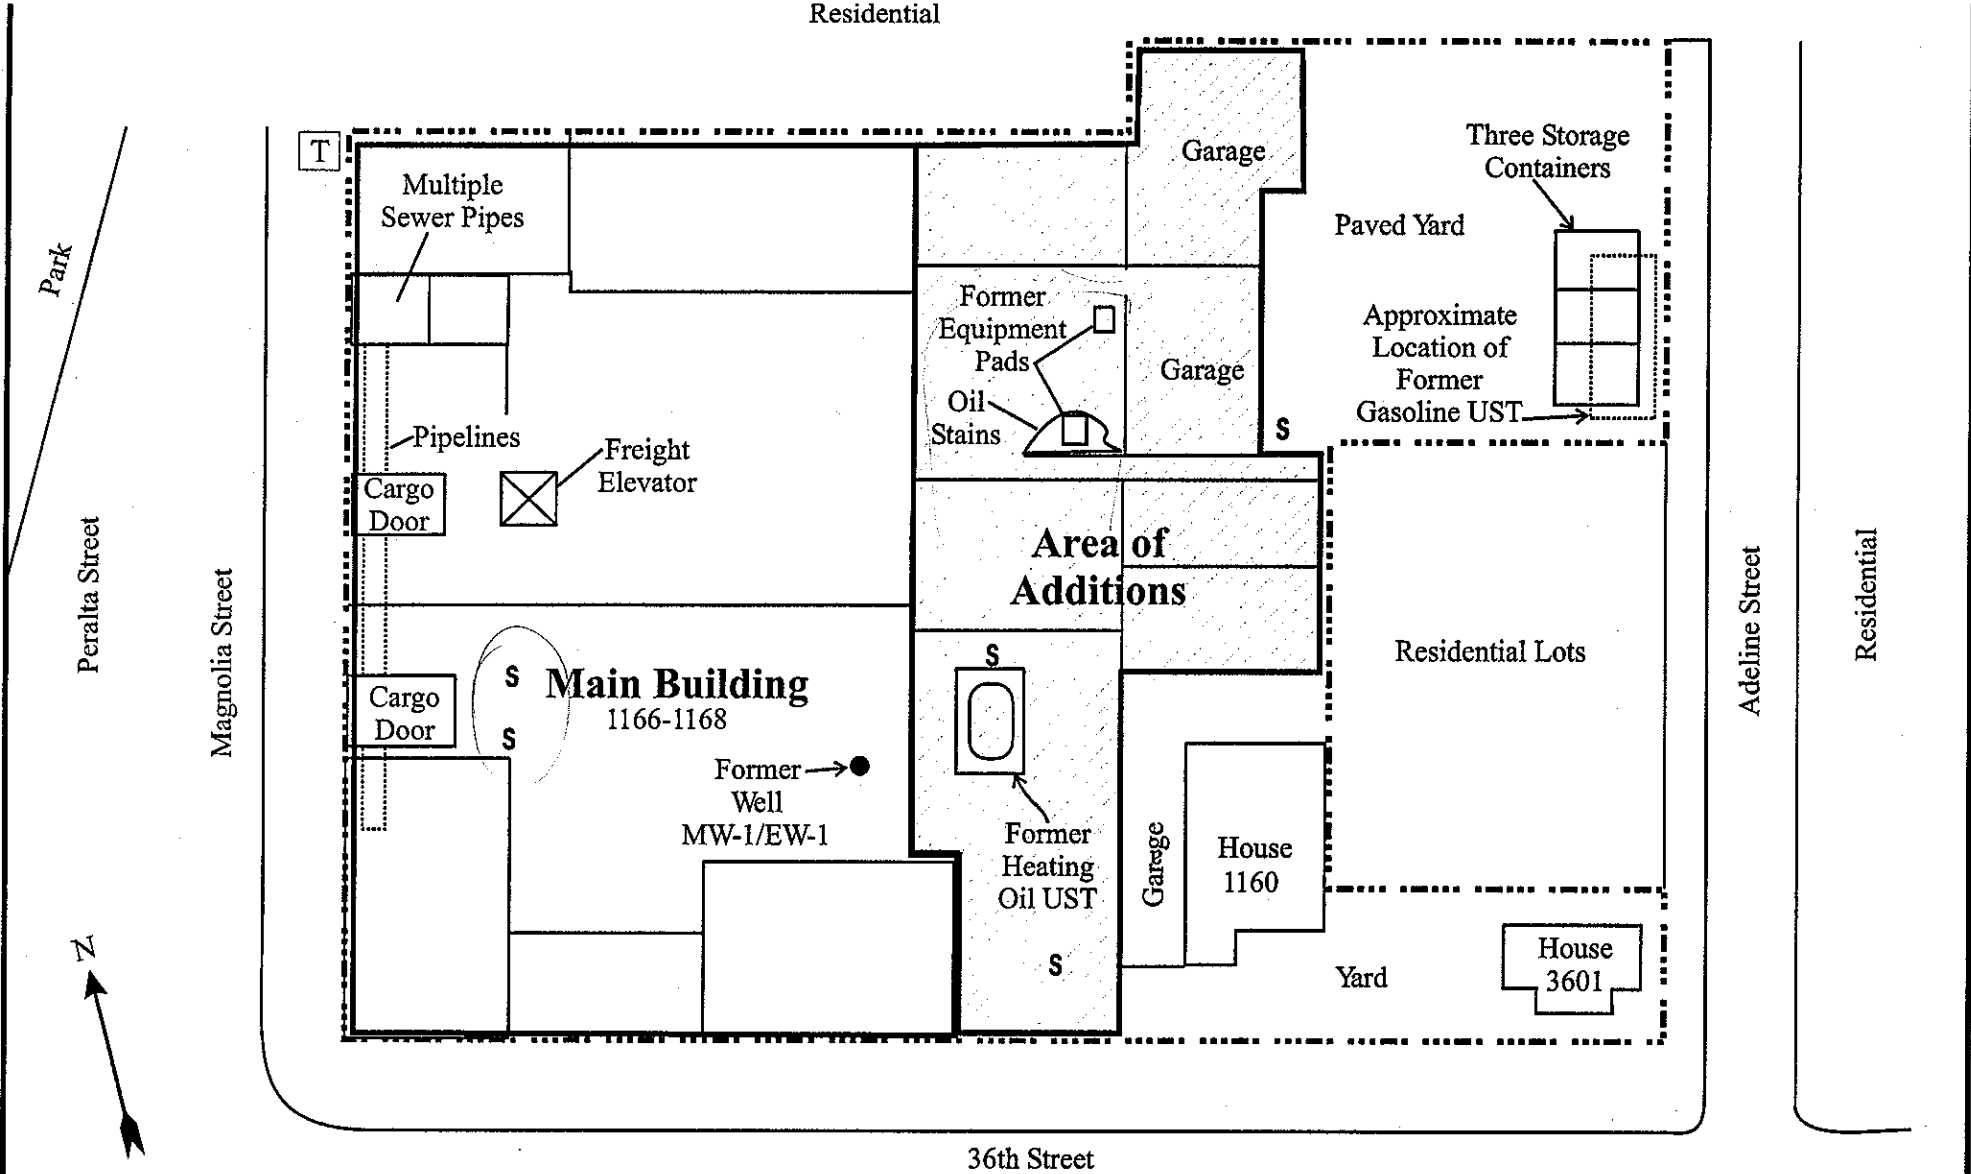 Residential
T
Multiple
Sewer Pipes
Garage
Three Storage
Containers
Paved Yard
Park
Former
Equipment
Pads
Oil
Stains
Garage
Approximate
Location of
Former
Gasoline UST
S
Pipelines
Freight
Elevator
Cargo
Door
Area of
Additions
Peralta Street
Magnolia Street
Residential Lots
Adeline Street
Residential
S
S
Main Building
1166-1168
Cargo
Door
S
Former
Well
MW-1/EW-1
Former
Heating
Oil UST
Garage
House
1160
S
Yard
House
3601
N
36th Street